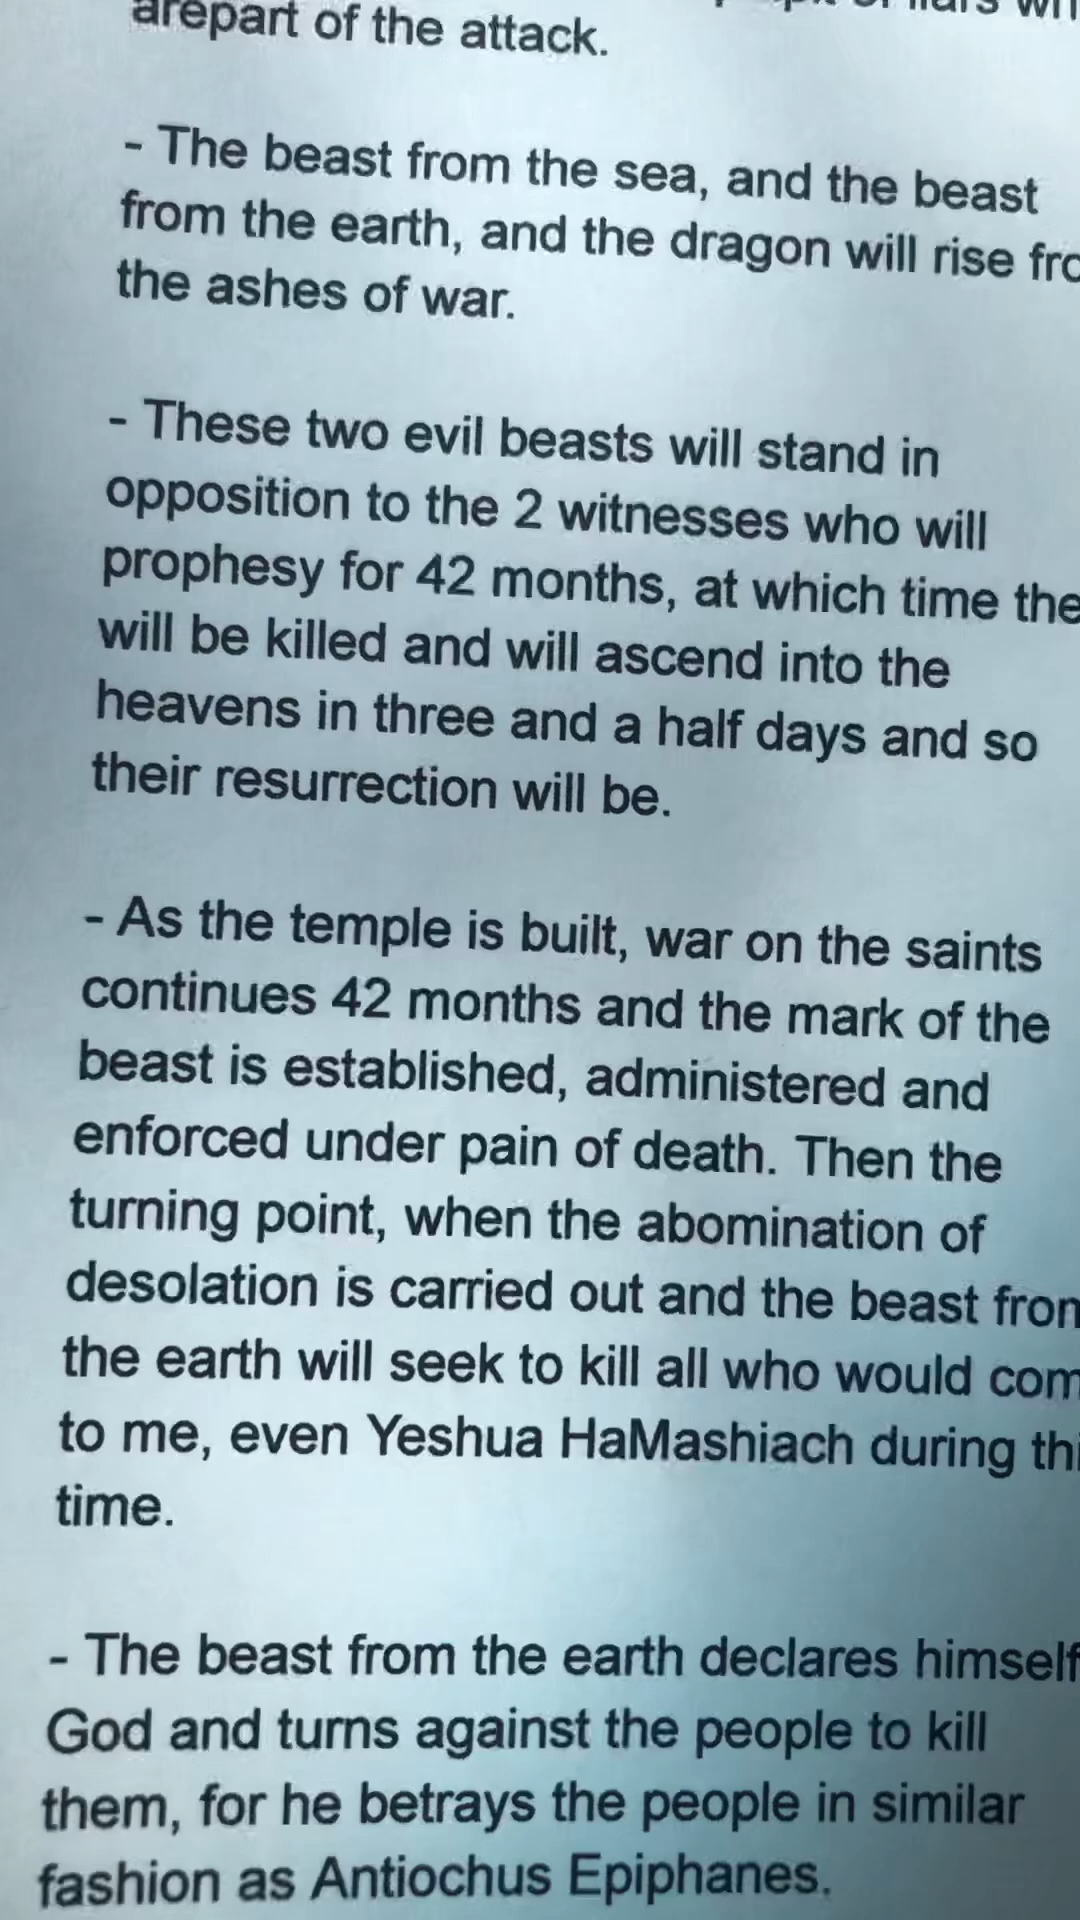 arepart of the attack.
- The beast from the sea, and the beast
from the earth, and the dragon will rise
the ashes of war.
- These two evil beasts will stand in
opposition to the 2 witnesses who will
prophesy for 42 months, at which time
will be killed and will ascend into the
heavens in three and a half days and so
their resurrection will be.
- As the temple is built, war on the saints
continues 42 months and the mark of the
beast is established, administered and
enforced under pain of death. Then the
turning point, when the abomination of
desolation is carried out and the beast
the earth will seek to kill all who would
to me, even Yeshua HaMashiach during
time.
- The beast from the earth declares himself
God and turns against the people to kill
them, for he betrays the people in similar
fashion as Antiochus Epiphanes.